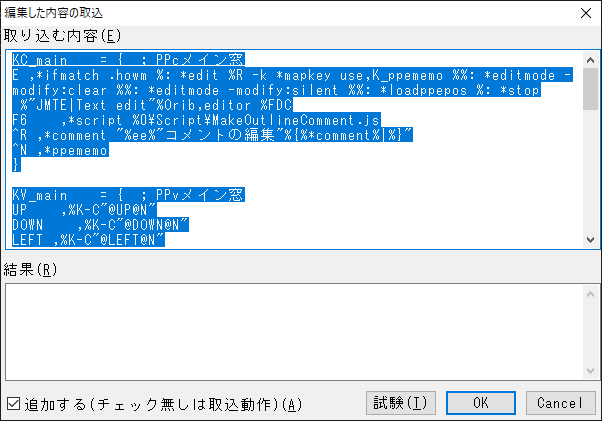 編集した内容の取込
取り込む内容(E)
KC_main    = {  ; PPcメイン窓
E ,*ifmatch .howm %: *edit %R -k *mapkey use,K_ppememo %%: *editmode -
modify:clear %%: *editmode -modify:silent %%: *loadppepos %: *stop
 %"JMTE|Text edit"%Orib,editor %FDC
F6    ,*script %0¥Script¥MakeOutlineComment.js
^R ,*comment "%ee%"コメントの編集"%{%*comment%|%}"
^N ,*ppememo
}
KV_main    = {  ; PPvメイン窓
UP    ,%K-C"@UP@N"
DOWN    ,%K-C"@DOWN@N"
LEFT ,%K-C"@LEFT@N"
結果(R)
追加する(チェック無しは取込動作)(A)
試験(T)
OK
Cancel